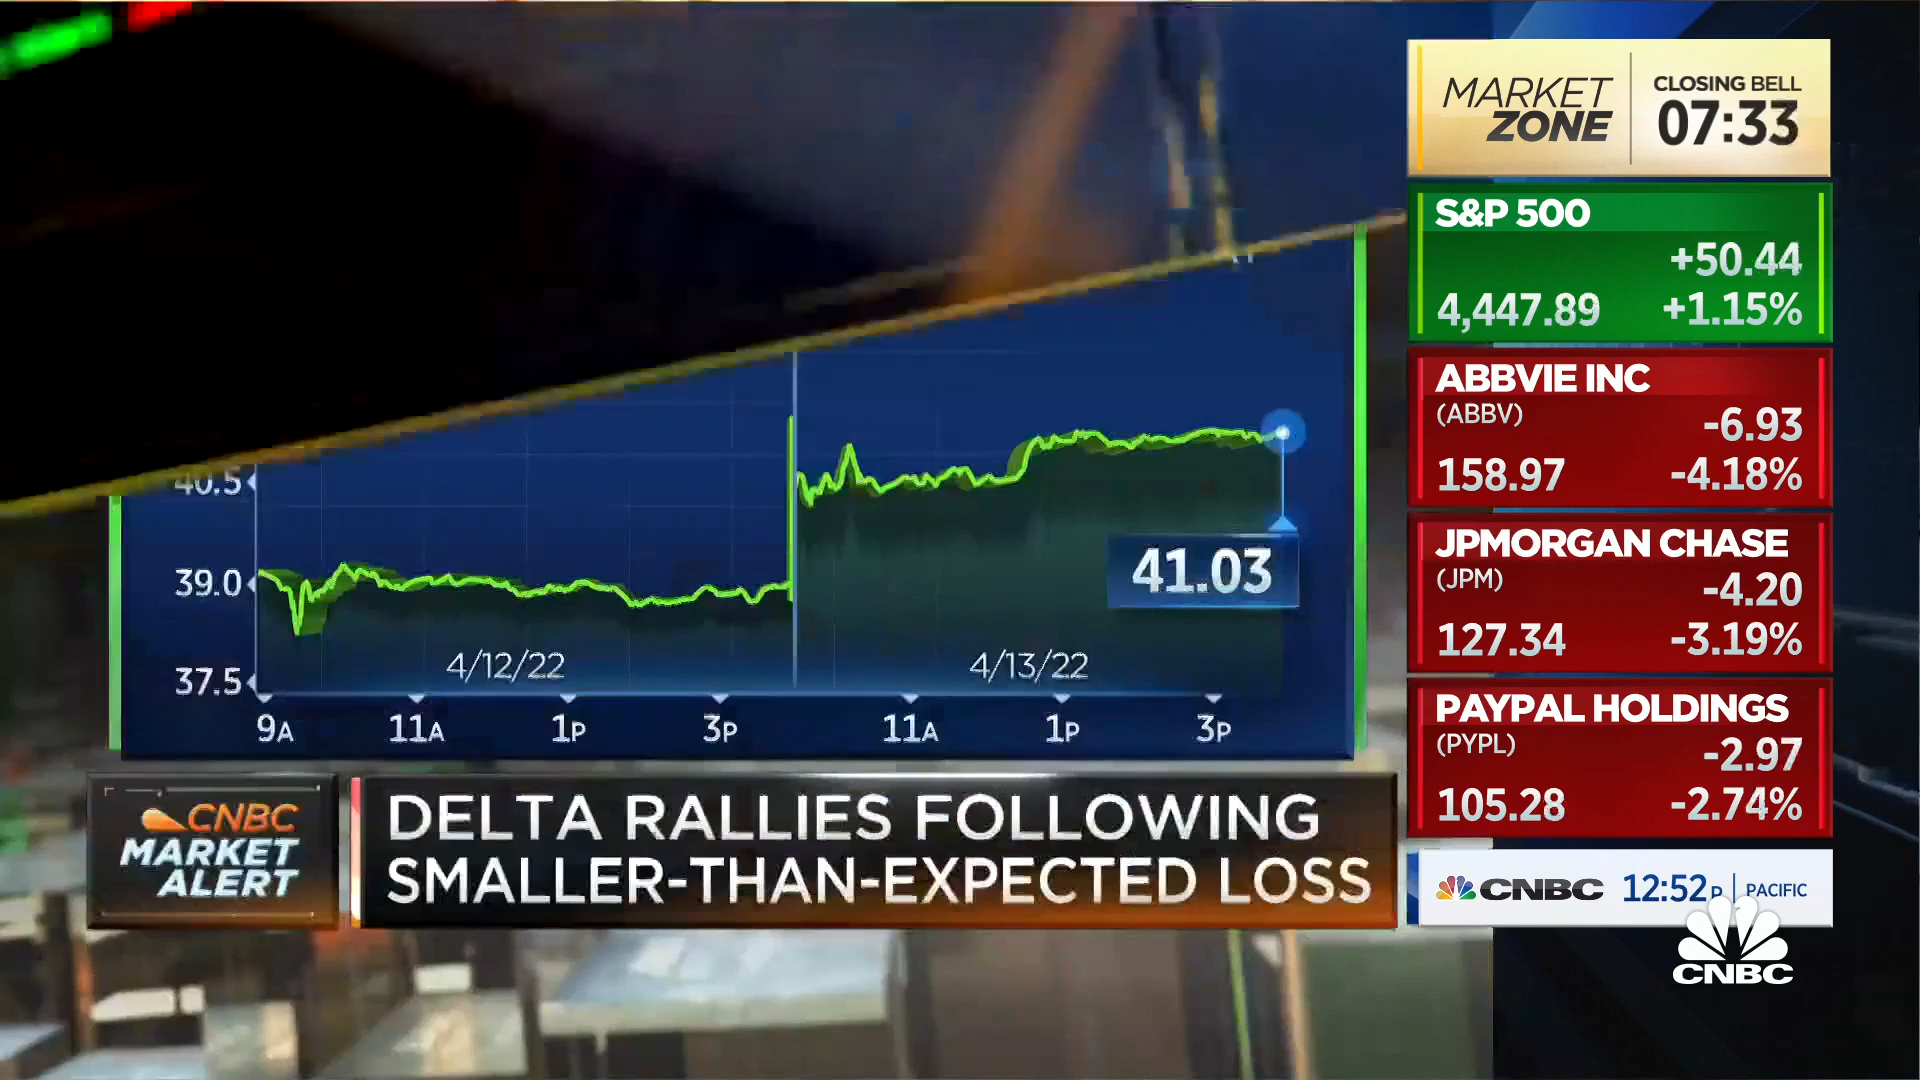 MARKET
ZONE
CLOSING BELL
07:33
S&P 500
+50.44
4,447.89 +1.15%
ABBVIE INC
(ABBV) -6.93
158.97 -4.18%
JPMORGAN CHASE
(JPM) -4.20
127.34 -3.19%
PAYPAL HOLDINGS
(PYPL) -2.97
105.28 -2.74%
CNBC 12:52P PACIFIC
CNBC
40.5
39.0
37.5
41.03
4/12/22 4/13/22
9A 11A 1P 3P 11A 1P 3P
CNBC
MARKET
ALERT
DELTA RALLIES FOLLOWING
SMALLER-THAN-EXPECTED LOSS